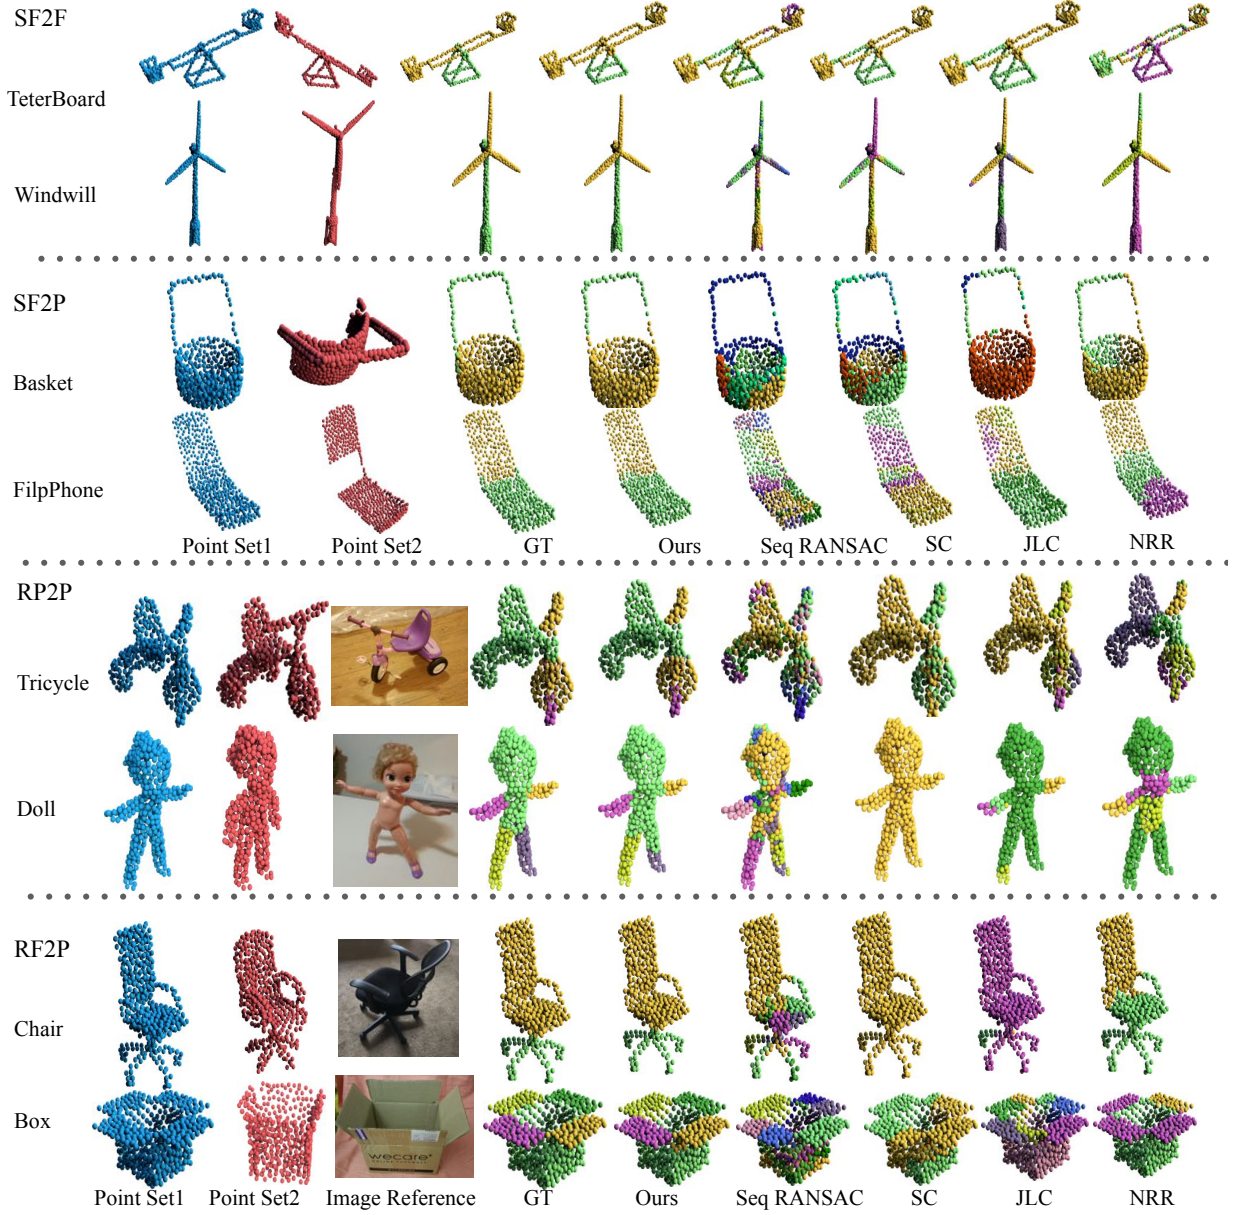 SF2F
TeterBoard
Windwill
SF2P
Basket
FilpPhone
Point Set1 Point Set2 GT Ours Seq RANSAC SC JLC NRR
RP2P
Tricycle
Doll
RF2P
Chair
Box
wecare+
Point Set1 Point Set2 Image Reference GT Ours Seq RANSAC SC JLC NRR